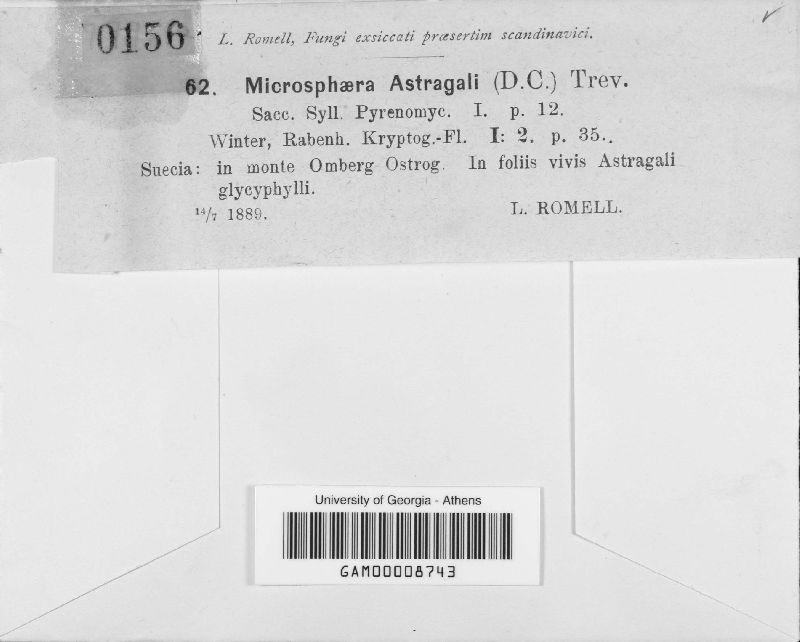 0156
L. Romell, Fungi exsiccati præsertim scandinavici.
62. Microsphæra Astragali (D.C.) Trev.
Sacc. Syll. Pyrenomyc. I. p. 12.
Winter, Rabenh. Kryptog.-Fl. I: 2. p. 35..
Suecia: in monte Omberg Ostrog. In foliis vivis Astragali
glycyphylli.
14/7 1889. L. ROMELL.
University of Georgia - Athens
GAM00008743